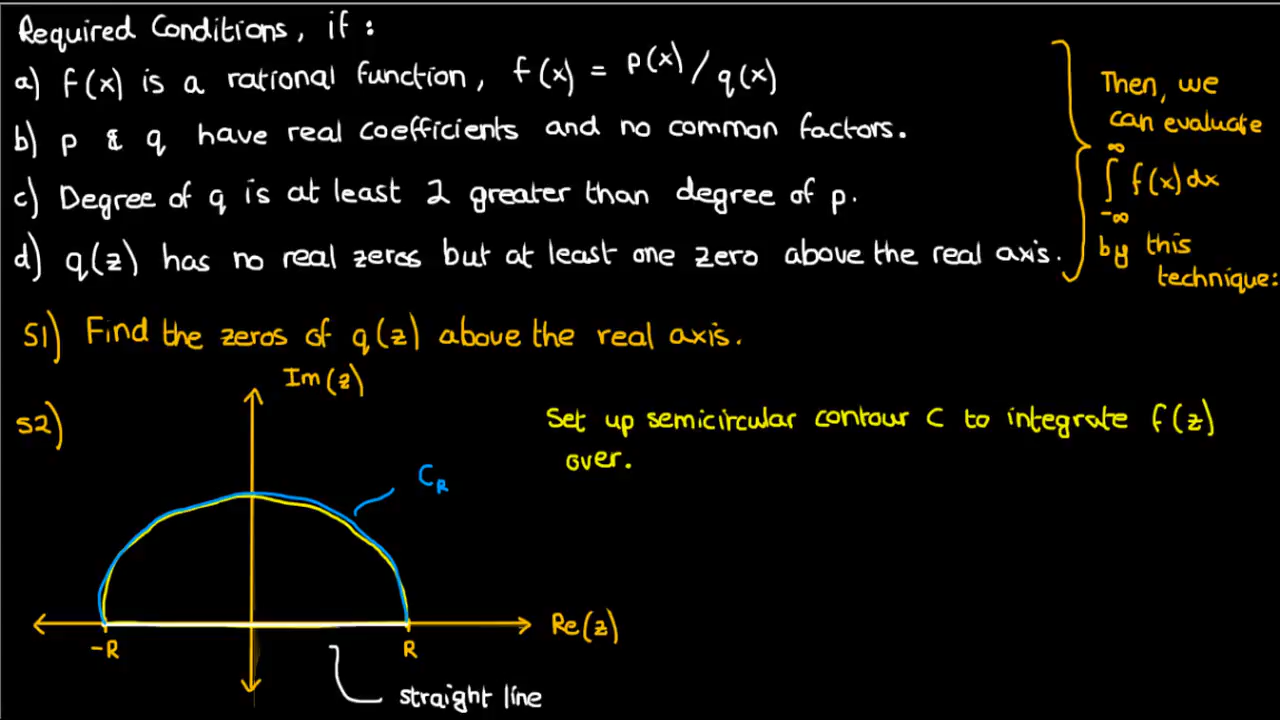 Required Conditions, if :
a) f(x) is a rational function, f(x) = p(x)/q(x)
b) p & q have real coefficients and no common factors.
c) Degree of q is at least 2 greater than degree of p.
d) q(z) has no real zeros but at least one zero above the real axis.
Then, we
can evaluate
∫_{-∞}^{∞} f(x) dx
by this
technique:
S1) Find the zeros of q(z) above the real axis.
S2)
Im(z)
Set up semicircular contour C to integrate f(z)
over.
C_R
Re(z)
-R
R
straight line